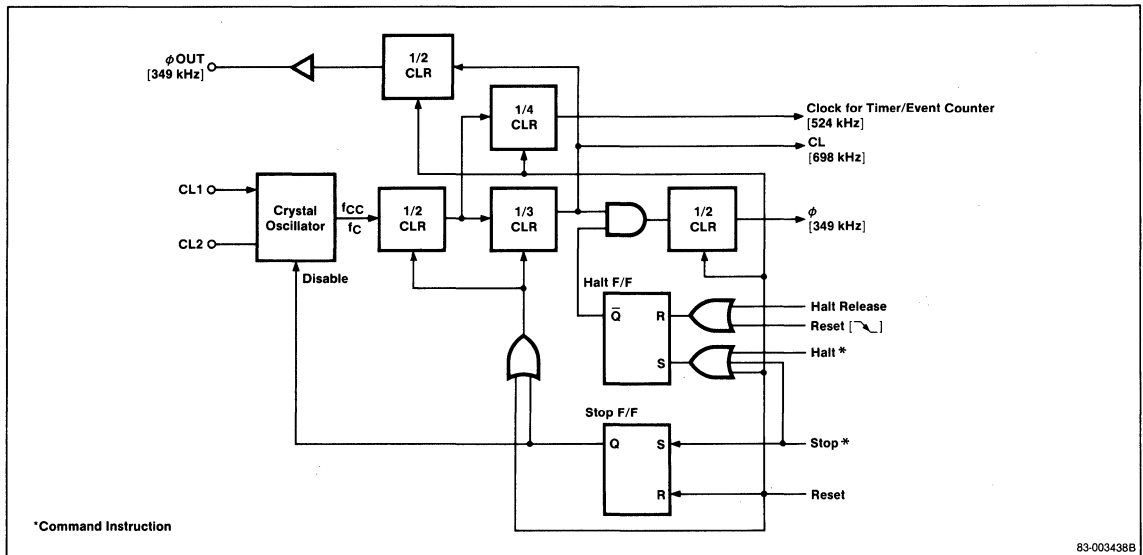 ϕOUT
[349 kHz]
1/2
CLR
1/4
CLR
Clock for Timer/Event Counter
[524 kHz]
CL
[698 kHz]
CL1
CL2
Crystal
Oscillator
fCC
fC
1/2
CLR
1/3
CLR
1/2
CLR
ϕ
[349 kHz]
Disable
Halt F/F
Q̅
R
S
Halt Release
Reset [ ]
Halt *
Stop F/F
Q
S
R
Stop *
Reset
*Command Instruction
83-003438B